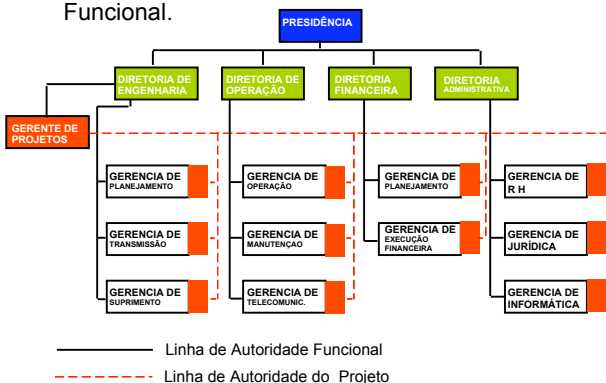 Funcional.
PRESIDÊNCIA
DIRETORIA DE
ENGENHARIA
DIRETORIA DE
OPERAÇÃO
DIRETORIA
FINANCEIRA
DIRETORIA
ADMINISTRATIVA
GERENTE DE
PROJETOS
GERENCIA DE
PLANEJAMENTO
GERENCIA DE
OPERAÇÃO
GERENCIA DE
PLANEJAMENTO
GERENCIA DE
R H
GERENCIA DE
TRANSMISSÃO
GERENCIA DE
MANUTENÇAO
GERENCIA DE
EXECUÇÃO
FINANCEIRA
GERENCIA DE
JURÍDICA
GERENCIA DE
SUPRIMENTO
GERENCIA DE
TELECOMUNIC.
GERENCIA DE
INFORMÁTICA
Linha de Autoridade Funcional
Linha de Autoridade do Projeto